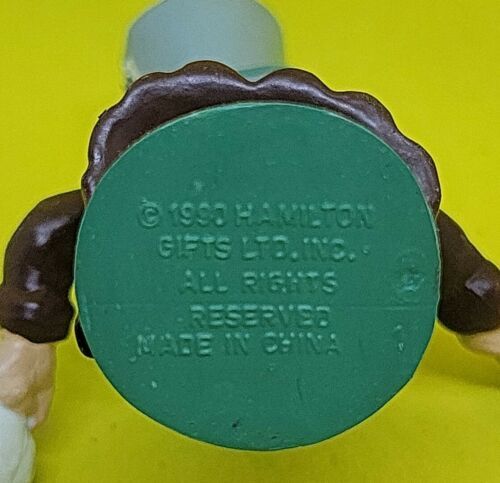 © 1990 HAMILTON
GIFTS LTD. INC.
ALL RIGHTS
RESERVED
MADE IN CHINA